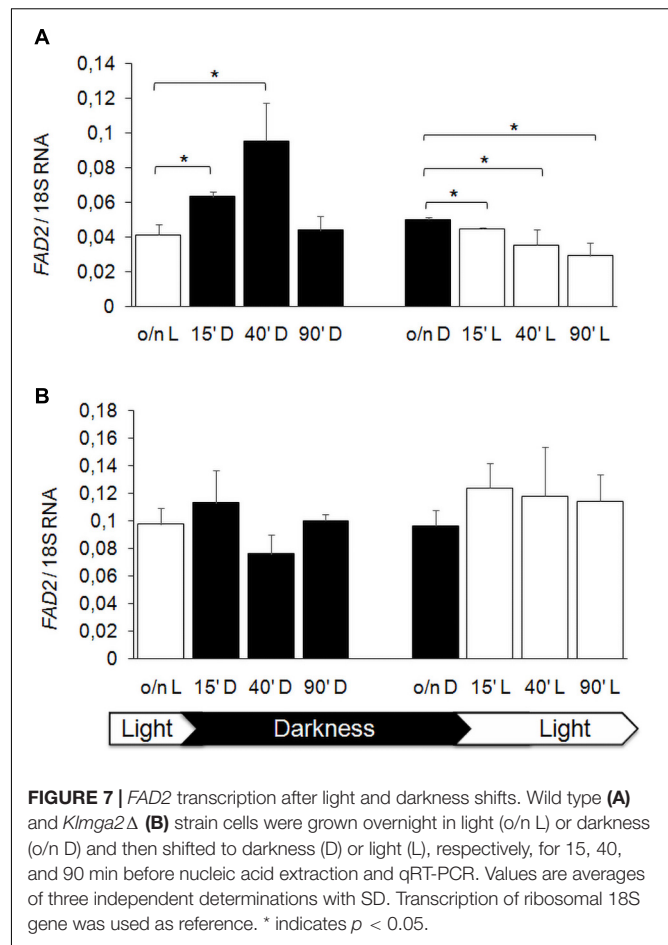 A
0,14
*
0,12
*
*
0,1
*
0,08
*
0,06
0,04
0,02
0
FAD2 / 18S RNA
o/n L 15' D 40' D 90' D o/n D 15' L 40' L 90' L
B
0,18
0,16
0,14
0,12
0,1
0,08
0,06
0,04
0,02
0
FAD2 / 18S RNA
o/n L 15' D 40' D 90' D o/n D 15' L 40' L 90' L
Light Darkness Light
FIGURE 7 | FAD2 transcription after light and darkness shifts. Wild type (A)
and Klmga2Δ (B) strain cells were grown overnight in light (o/n L) or darkness
(o/n D) and then shifted to darkness (D) or light (L), respectively, for 15, 40,
and 90 min before nucleic acid extraction and qRT-PCR. Values are averages
of three independent determinations with SD. Transcription of ribosomal 18S
gene was used as reference. * indicates p < 0.05.